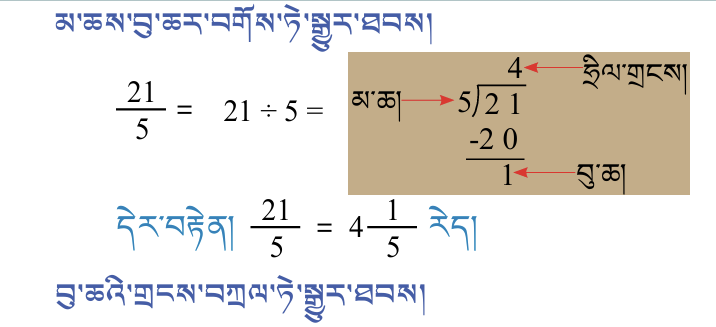 མ་ཆས་བུ་ཆར་བགོས་ཏེ་སྒྱུར་ཐབས།
21/5 = 21 ÷ 5 =
4 ཧྲིལ་གྲངས།
མ་ཆ། 5)21
-20
1 བུ་ཆ།
དེར་བརྟེན། 21/5 = 4 1/5 རེད།
བུ་ཆའི་གྲངས་བཀྲལ་ཏེ་སྒྱུར་ཐབས།